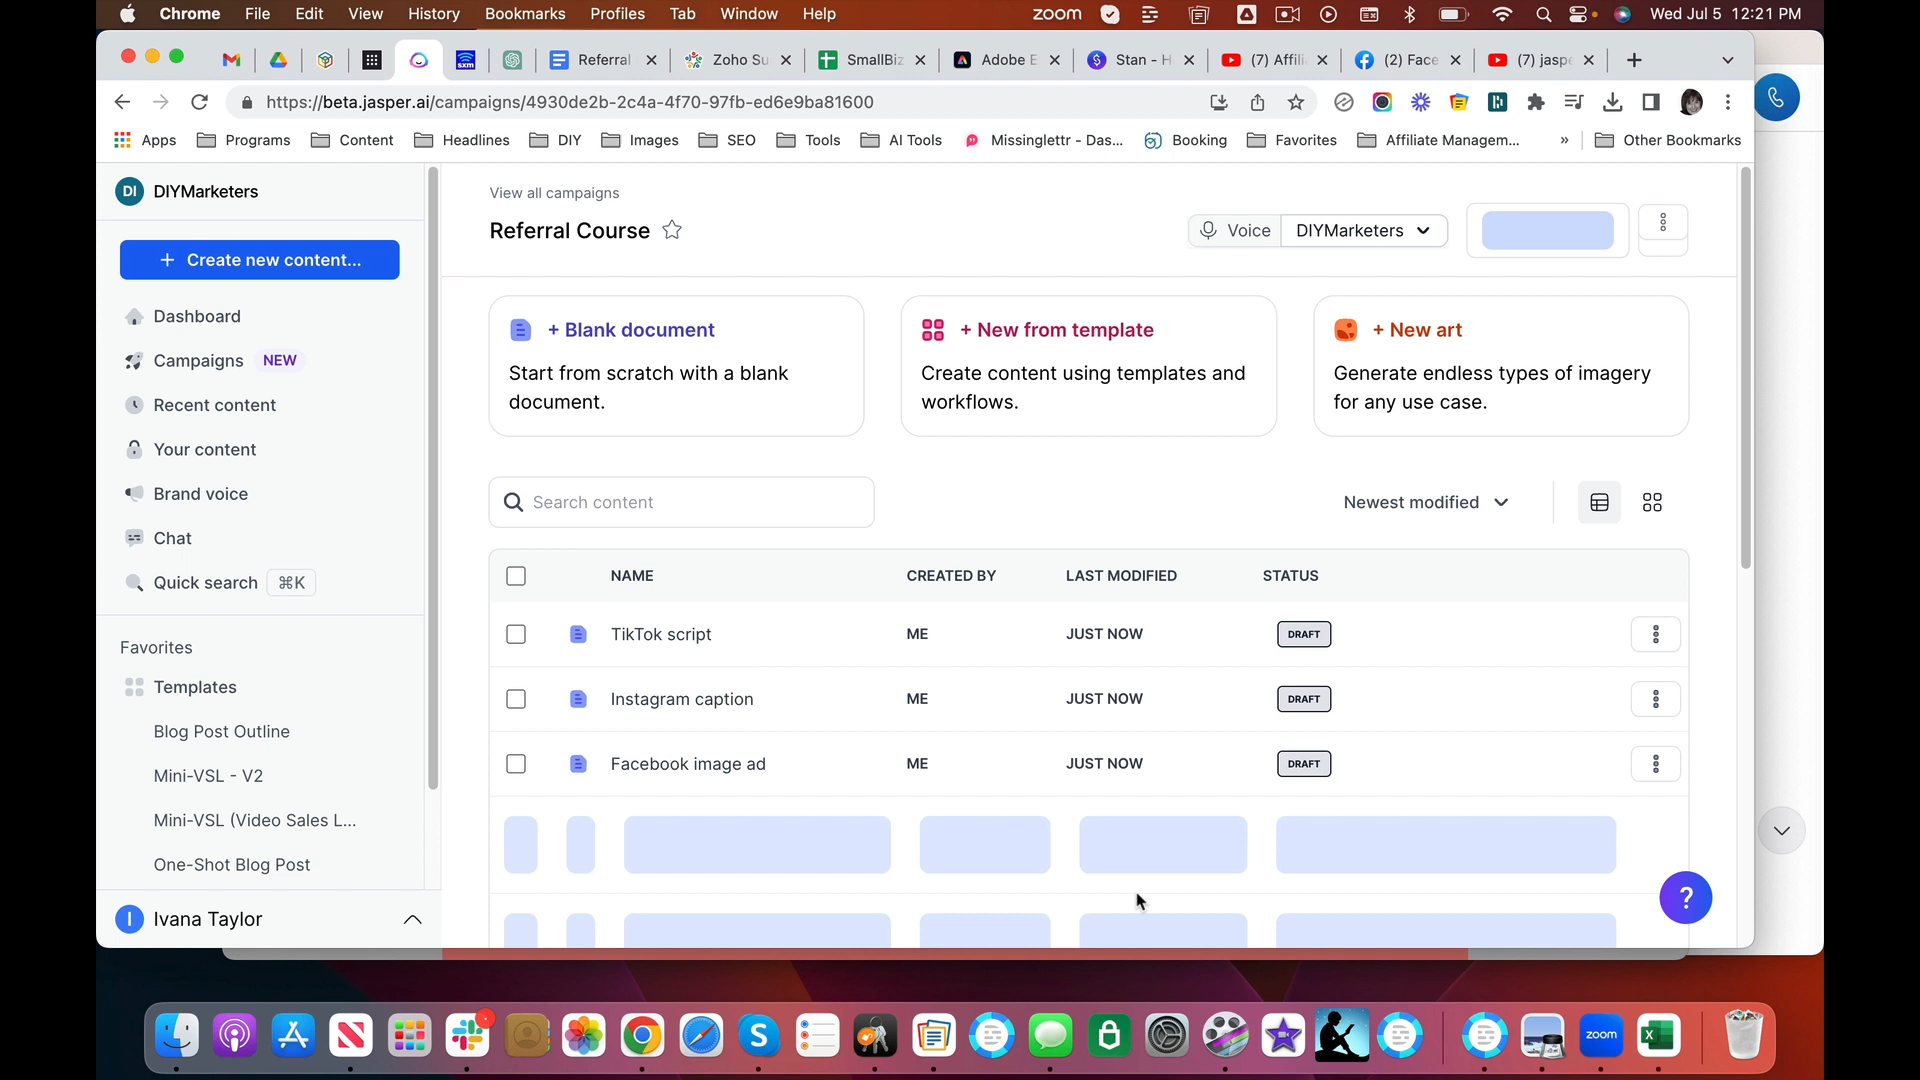 Chrome File Edit View History Bookmarks Profiles Tab Window Help zoom Wed Jul 5 12:21 PM
Referral Zoho Su SmallBiz Adobe E Stan - H (7) Affili (2) Face (7) jaspe
https://beta.jasper.ai/campaigns/4930de2b-2c4a-4f70-97fb-ed6e9ba81600
Apps Programs Content Headlines DIY Images SEO Tools AI Tools Missinglettr - Das... Booking Favorites Affiliate Managem... » Other Bookmarks
DI DIYMarketers
+ Create new content...
Dashboard
Campaigns NEW
Recent content
Your content
Brand voice
Chat
Quick search ⌘K
Favorites
Templates
Blog Post Outline
Mini-VSL - V2
Mini-VSL (Video Sales L...
One-Shot Blog Post
I Ivana Taylor
View all campaigns
Referral Course
Voice DIYMarketers
+ Blank document
Start from scratch with a blank
document.
+ New from template
Create content using templates and
workflows.
+ New art
Generate endless types of imagery
for any use case.
Search content
Newest modified
NAME CREATED BY LAST MODIFIED STATUS
TikTok script ME JUST NOW DRAFT
Instagram caption ME JUST NOW DRAFT
Facebook image ad ME JUST NOW DRAFT
?
zoom